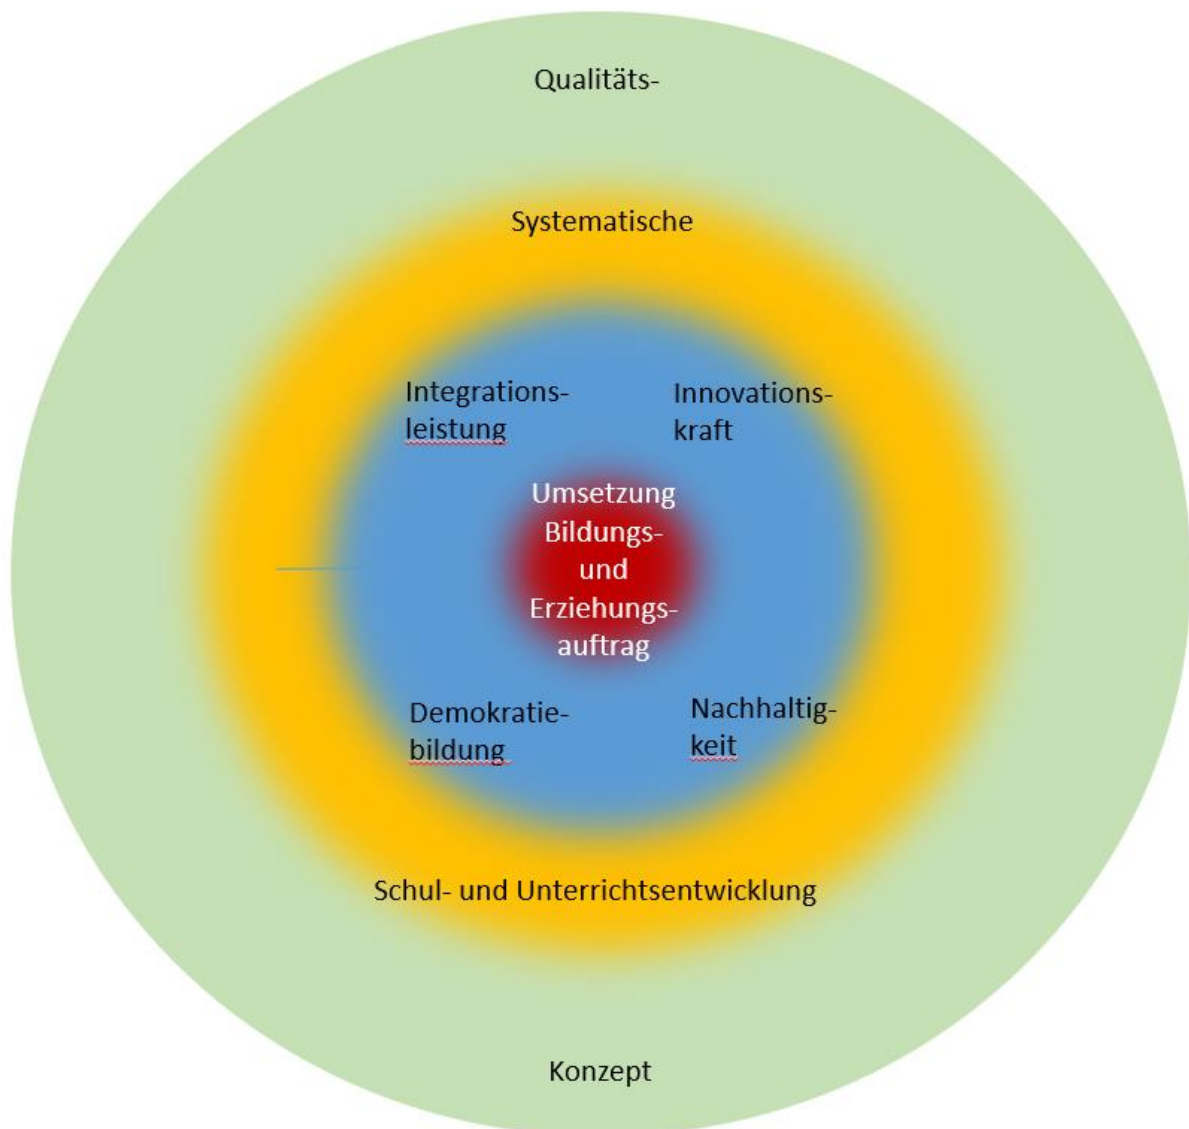 Qualitäts-
Systematische
Integrations-
leistung
Innovations-
kraft
Umsetzung
Bildungs-
und
Erziehungs-
auftrag
Demokratie-
bildung
Nachhaltig-
keit
Schul- und Unterrichtsentwicklung
Konzept